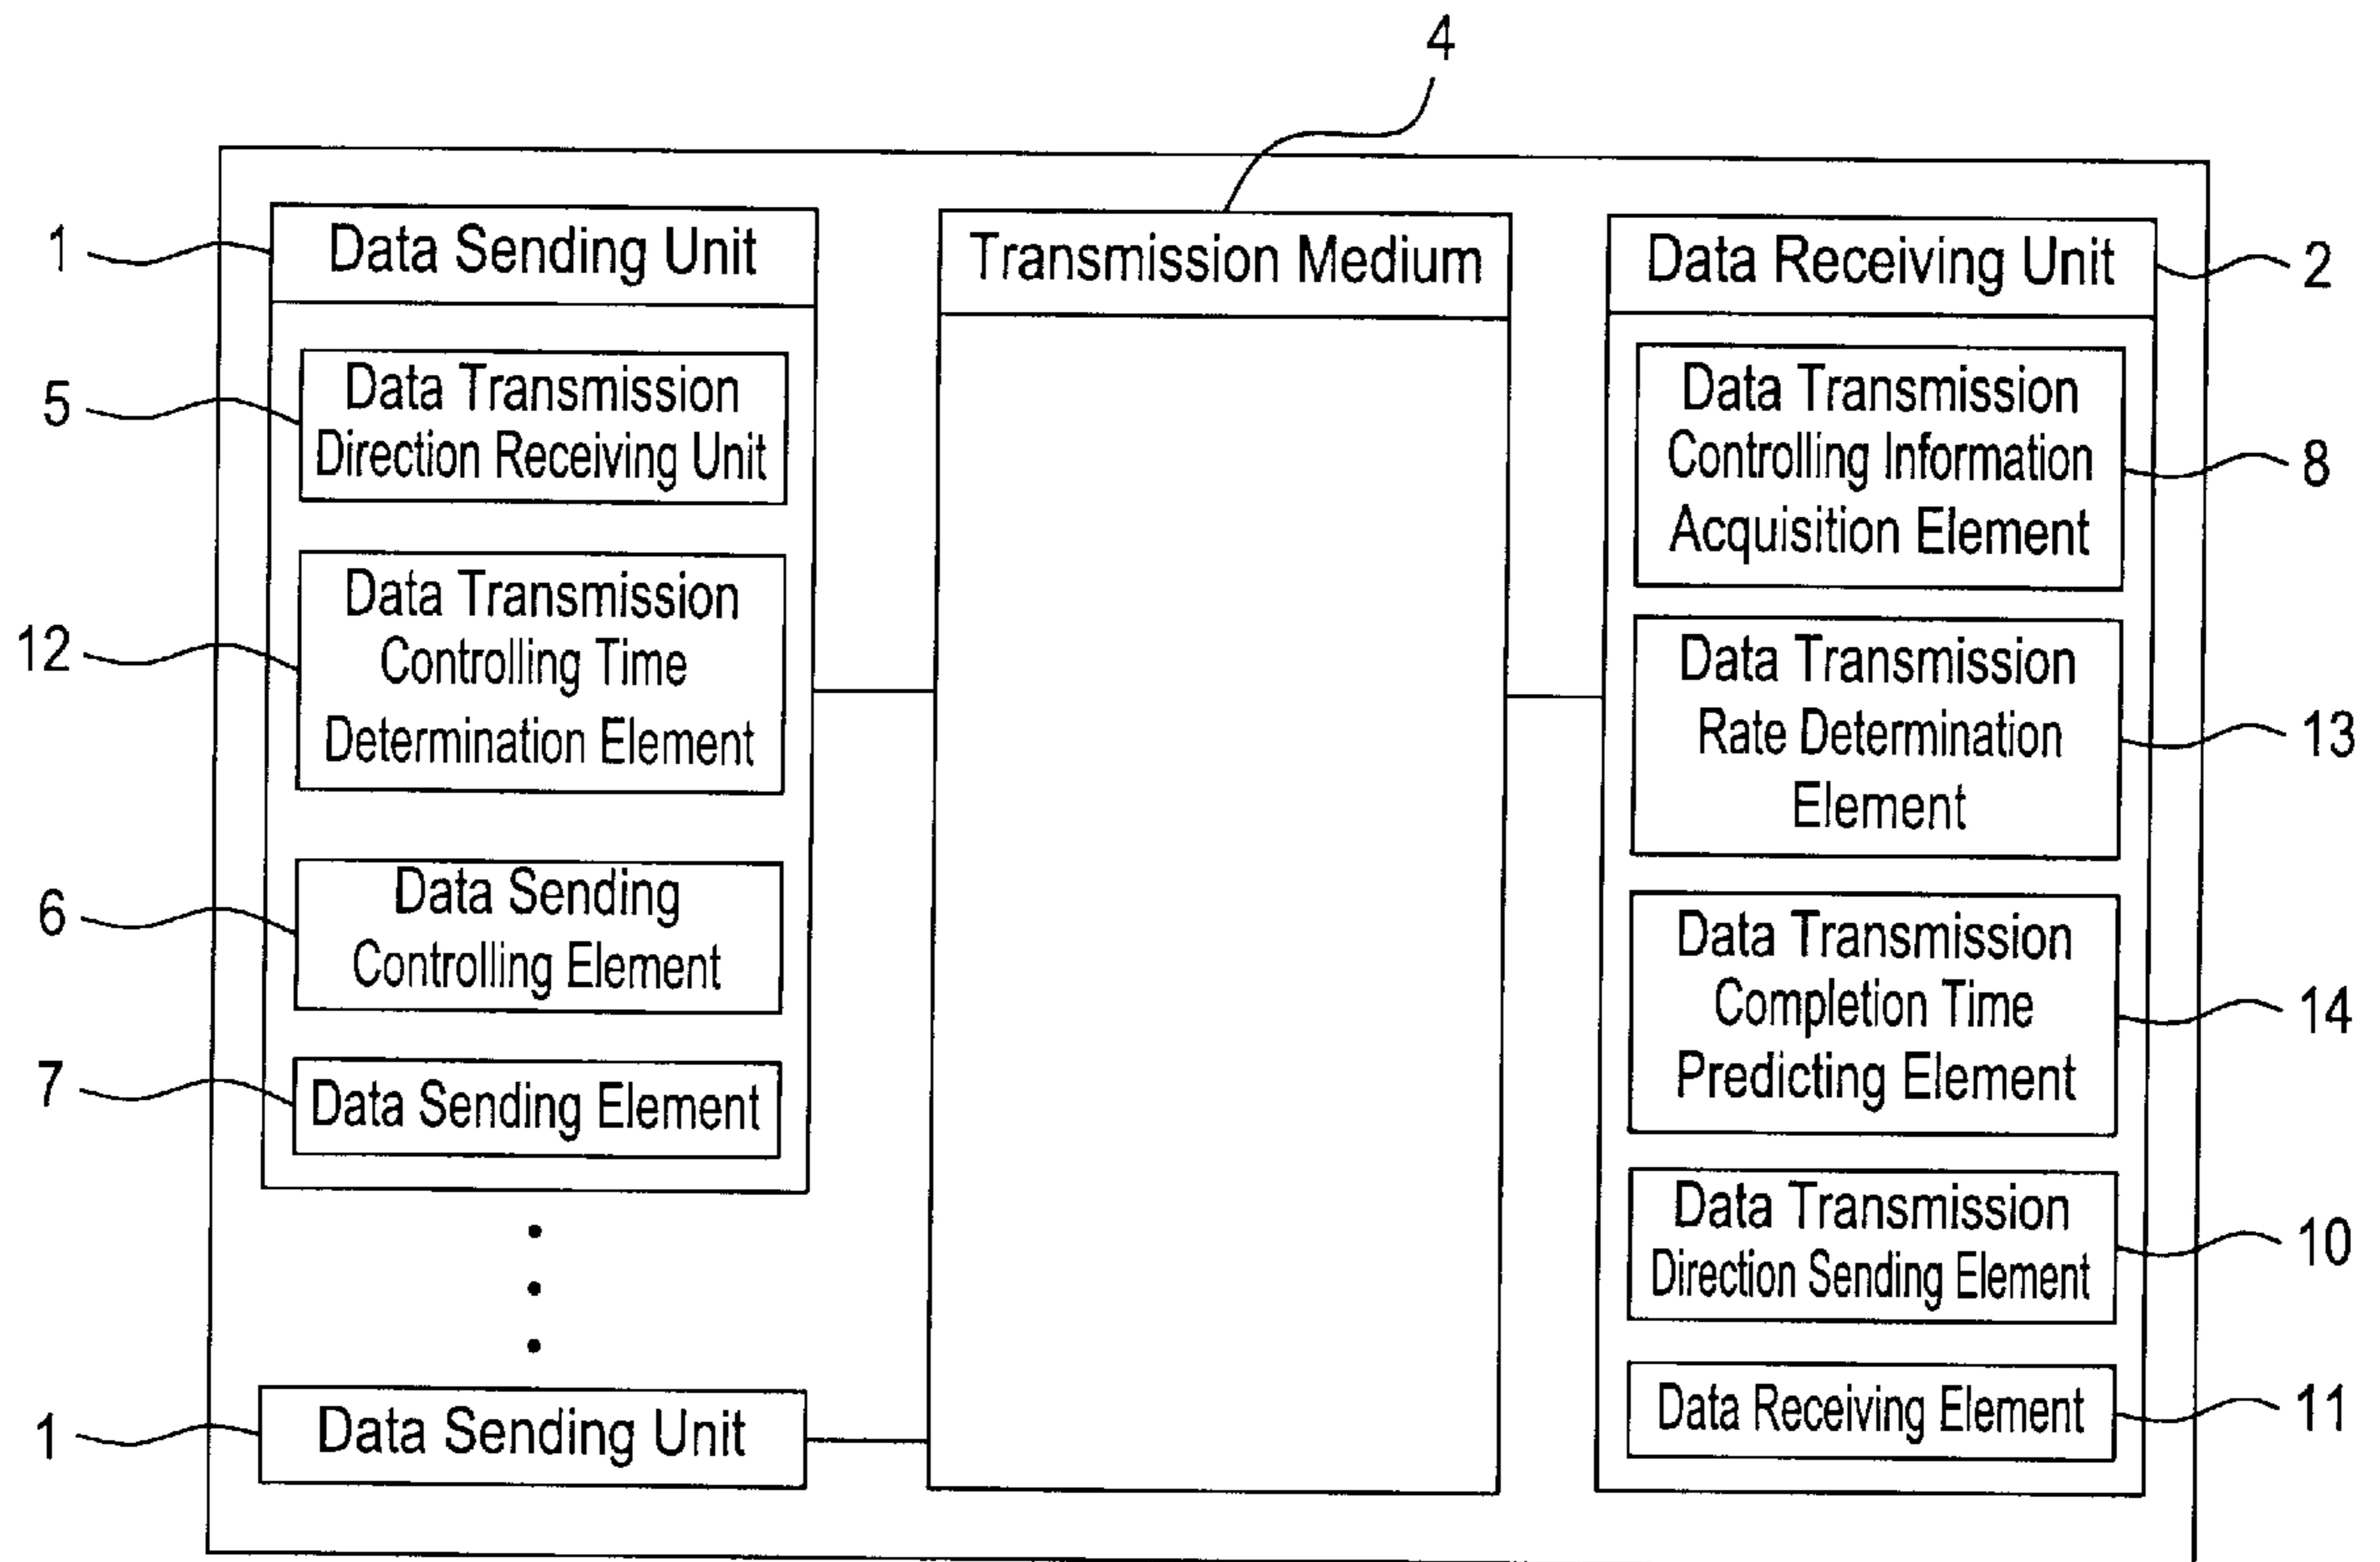 4
1
Data Sending Unit
5
Data Transmission
Direction Receiving Unit
12
Data Transmission
Controlling Time
Determination Element
6
Data Sending
Controlling Element
7
Data Sending Element
1
Data Sending Unit
Transmission Medium
Data Receiving Unit
2
Data Transmission
Controlling Information
Acquisition Element
8
Data Transmission
Rate Determination
Element
13
Data Transmission
Completion Time
Predicting Element
14
Data Transmission
Direction Sending Element
10
Data Receiving Element
11